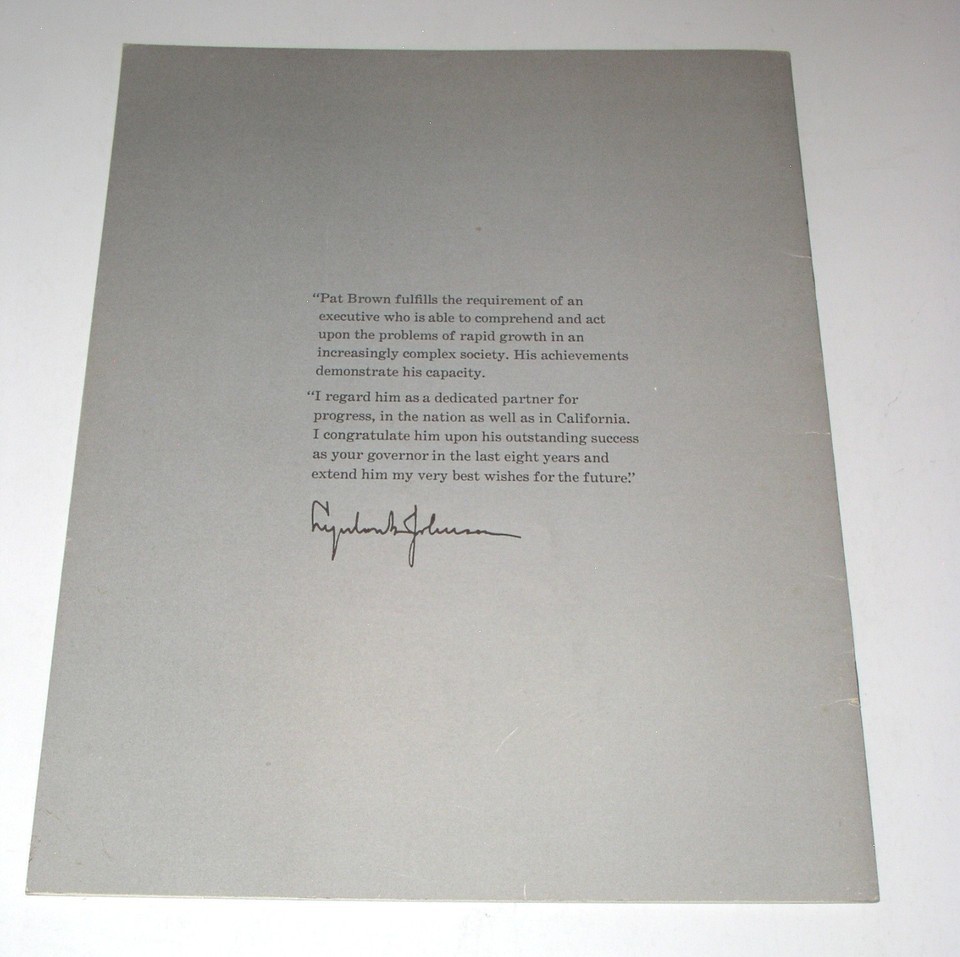 “Pat Brown fulfills the requirement of an
executive who is able to comprehend and act
upon the problems of rapid growth in an
increasingly complex society. His achievements
demonstrate his capacity.
“I regard him as a dedicated partner for
progress, in the nation as well as in California.
I congratulate him upon his outstanding success
as your governor in the last eight years and
extend him my very best wishes for the future.”
Lyndon B Johnson